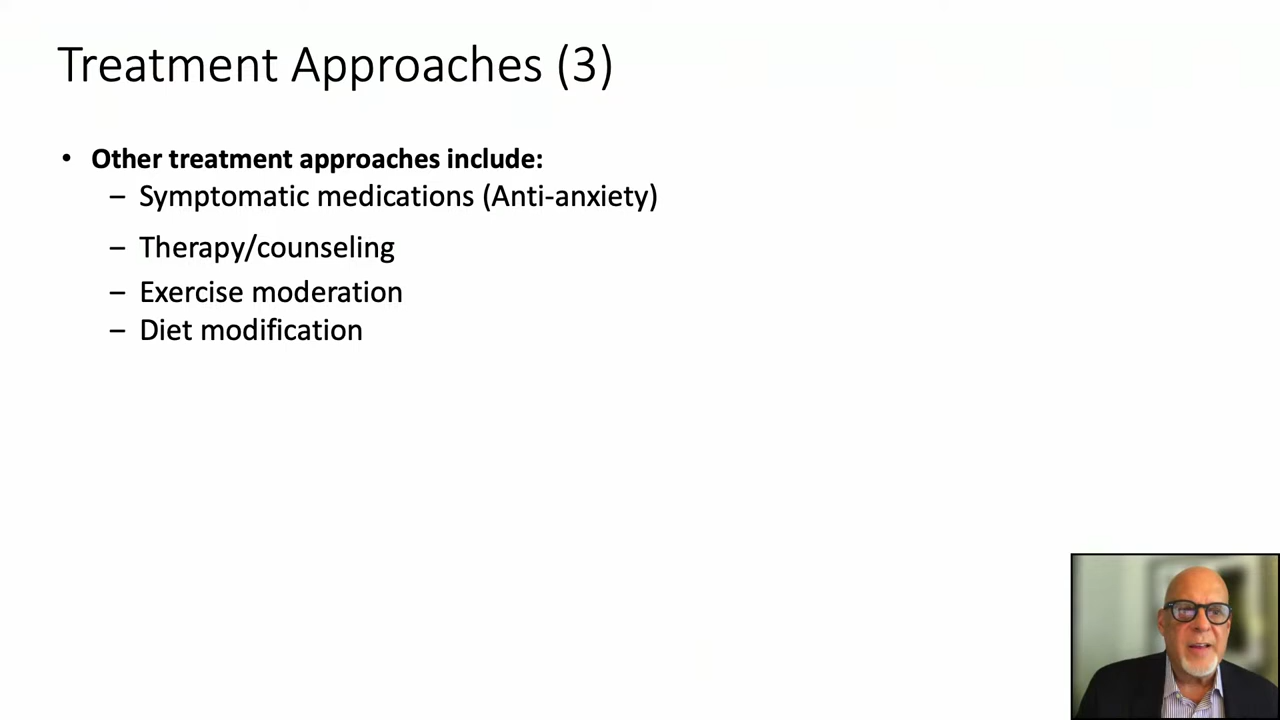 Treatment Approaches (3)
• Other treatment approaches include:
– Symptomatic medications (Anti-anxiety)
– Therapy/counseling
– Exercise moderation
– Diet modification